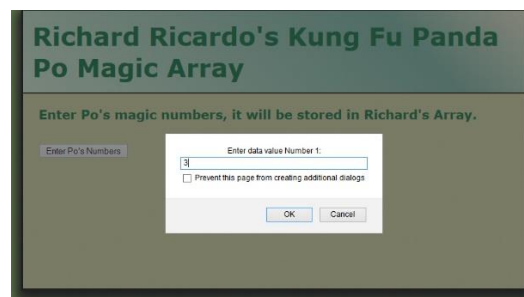 Richard Ricardo's Kung Fu Panda
Po Magic Array
Enter Po's magic numbers, it will be stored in Richard's Array.
Enter Po's Numbers
Enter data value Number 1:
3
Prevent this page from creating additional dialogs
OK
Cancel